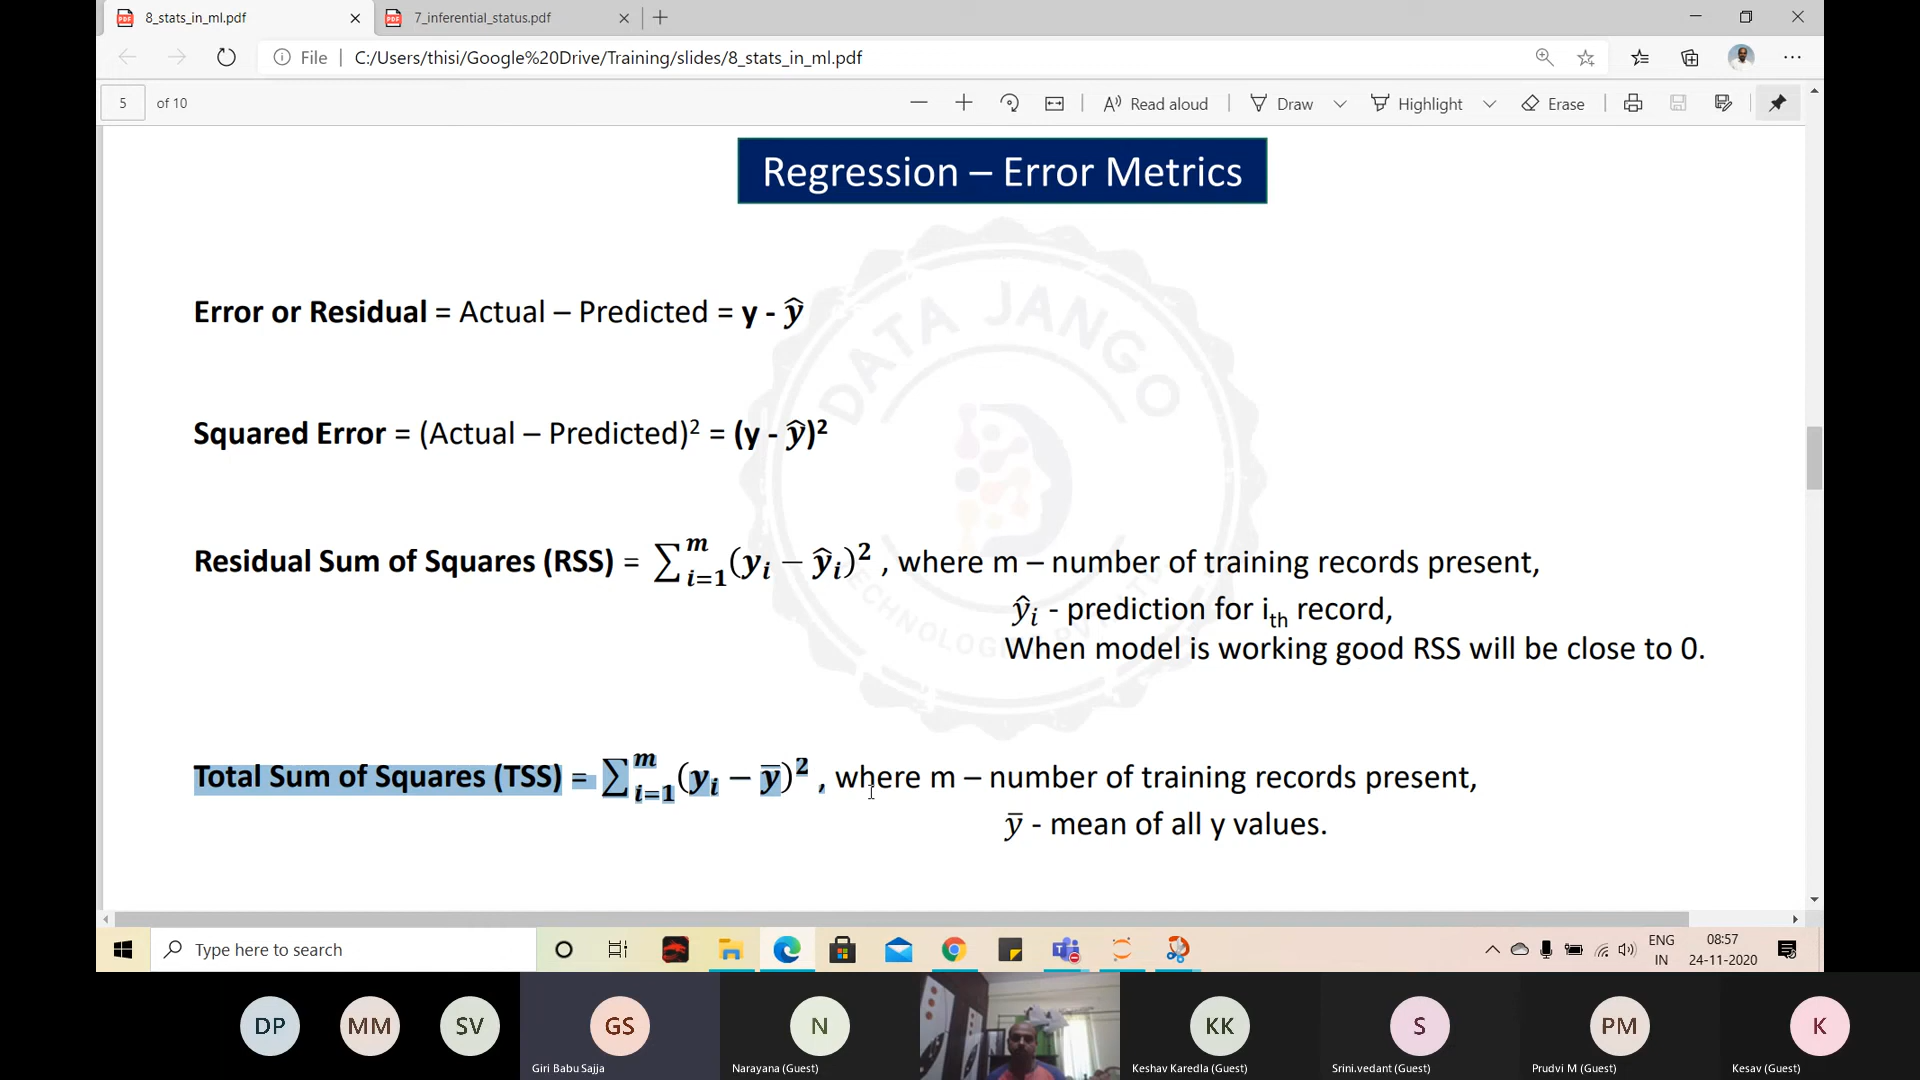 8_stats_in_ml.pdf
7_inferential_status.pdf
File C:/Users/thisi/Google%20Drive/Training/slides/8_stats_in_ml.pdf
5 of 10
Read aloud Draw Highlight Erase
Regression – Error Metrics
Error or Residual = Actual – Predicted = y - ŷ
Squared Error = (Actual – Predicted)² = (y - ŷ)²
Residual Sum of Squares (RSS) = ∑ᵢ₌₁ᵐ(yᵢ − ŷᵢ)² , where m – number of training records present,
ŷᵢ - prediction for iₜₕ record,
When model is working good RSS will be close to 0.
Total Sum of Squares (TSS) = ∑ᵢ₌₁ᵐ(yᵢ − ȳ)² , where m – number of training records present,
ȳ - mean of all y values.
DATA JANGO
TECHNOLOGIES PVT LTD
Type here to search
ENG
IN
08:57
24-11-2020
DP MM SV GS N KK S PM K
Giri Babu Sajja Narayana (Guest) Keshav Karedla (Guest) Srini.vedant (Guest) Prudvi M (Guest) Kesav (Guest)